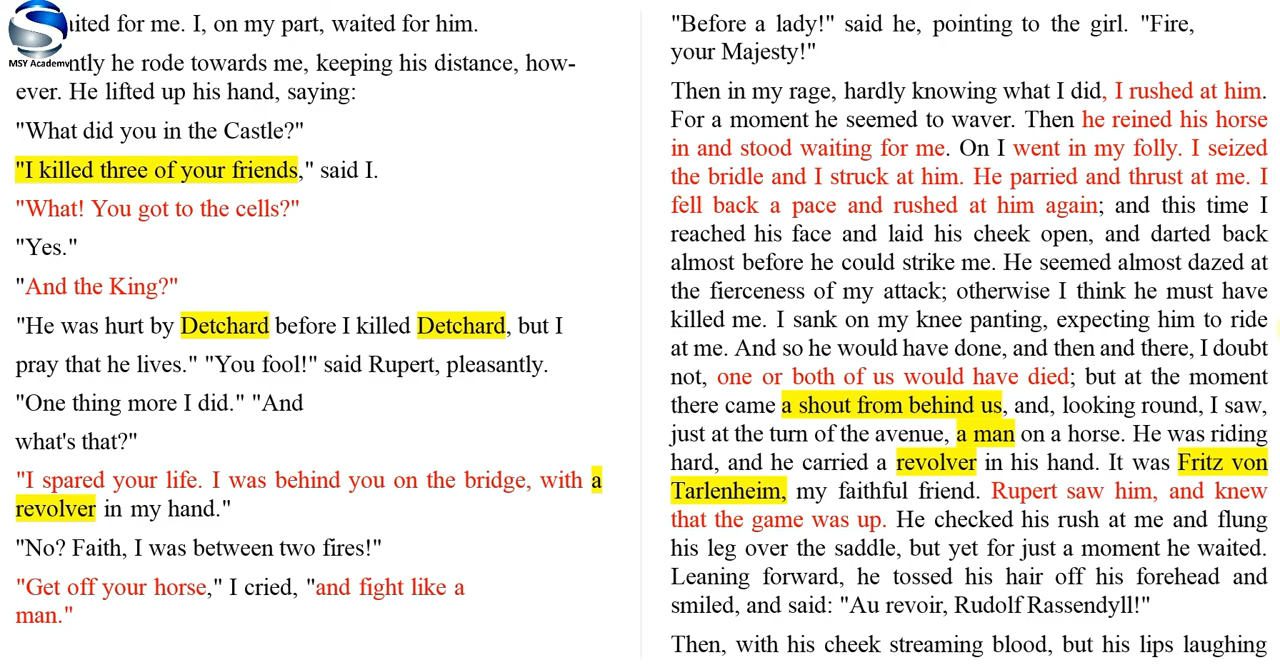 MSY Academy
ited for me. I, on my part, waited for him.
ntly he rode towards me, keeping his distance, how-
ever. He lifted up his hand, saying:
"What did you in the Castle?"
"I killed three of your friends," said I.
"What! You got to the cells?"
"Yes."
"And the King?"
"He was hurt by Detchard before I killed Detchard, but I
pray that he lives." "You fool!" said Rupert, pleasantly.
"One thing more I did." "And
what's that?"
"I spared your life. I was behind you on the bridge, with a
revolver in my hand."
"No? Faith, I was between two fires!"
"Get off your horse," I cried, "and fight like a
man."
"Before a lady!" said he, pointing to the girl. "Fire,
your Majesty!"
Then in my rage, hardly knowing what I did, I rushed at him.
For a moment he seemed to waver. Then he reined his horse
in and stood waiting for me. On I went in my folly. I seized
the bridle and I struck at him. He parried and thrust at me. I
fell back a pace and rushed at him again; and this time I
reached his face and laid his cheek open, and darted back
almost before he could strike me. He seemed almost dazed at
the fierceness of my attack; otherwise I think he must have
killed me. I sank on my knee panting, expecting him to ride
at me. And so he would have done, and then and there, I doubt
not, one or both of us would have died; but at the moment
there came a shout from behind us, and, looking round, I saw,
just at the turn of the avenue, a man on a horse. He was riding
hard, and he carried a revolver in his hand. It was Fritz von
Tarlenheim, my faithful friend. Rupert saw him, and knew
that the game was up. He checked his rush at me and flung
his leg over the saddle, but yet for just a moment he waited.
Leaning forward, he tossed his hair off his forehead and
smiled, and said: "Au revoir, Rudolf Rassendyll!"
Then, with his cheek streaming blood, but his lips laughing